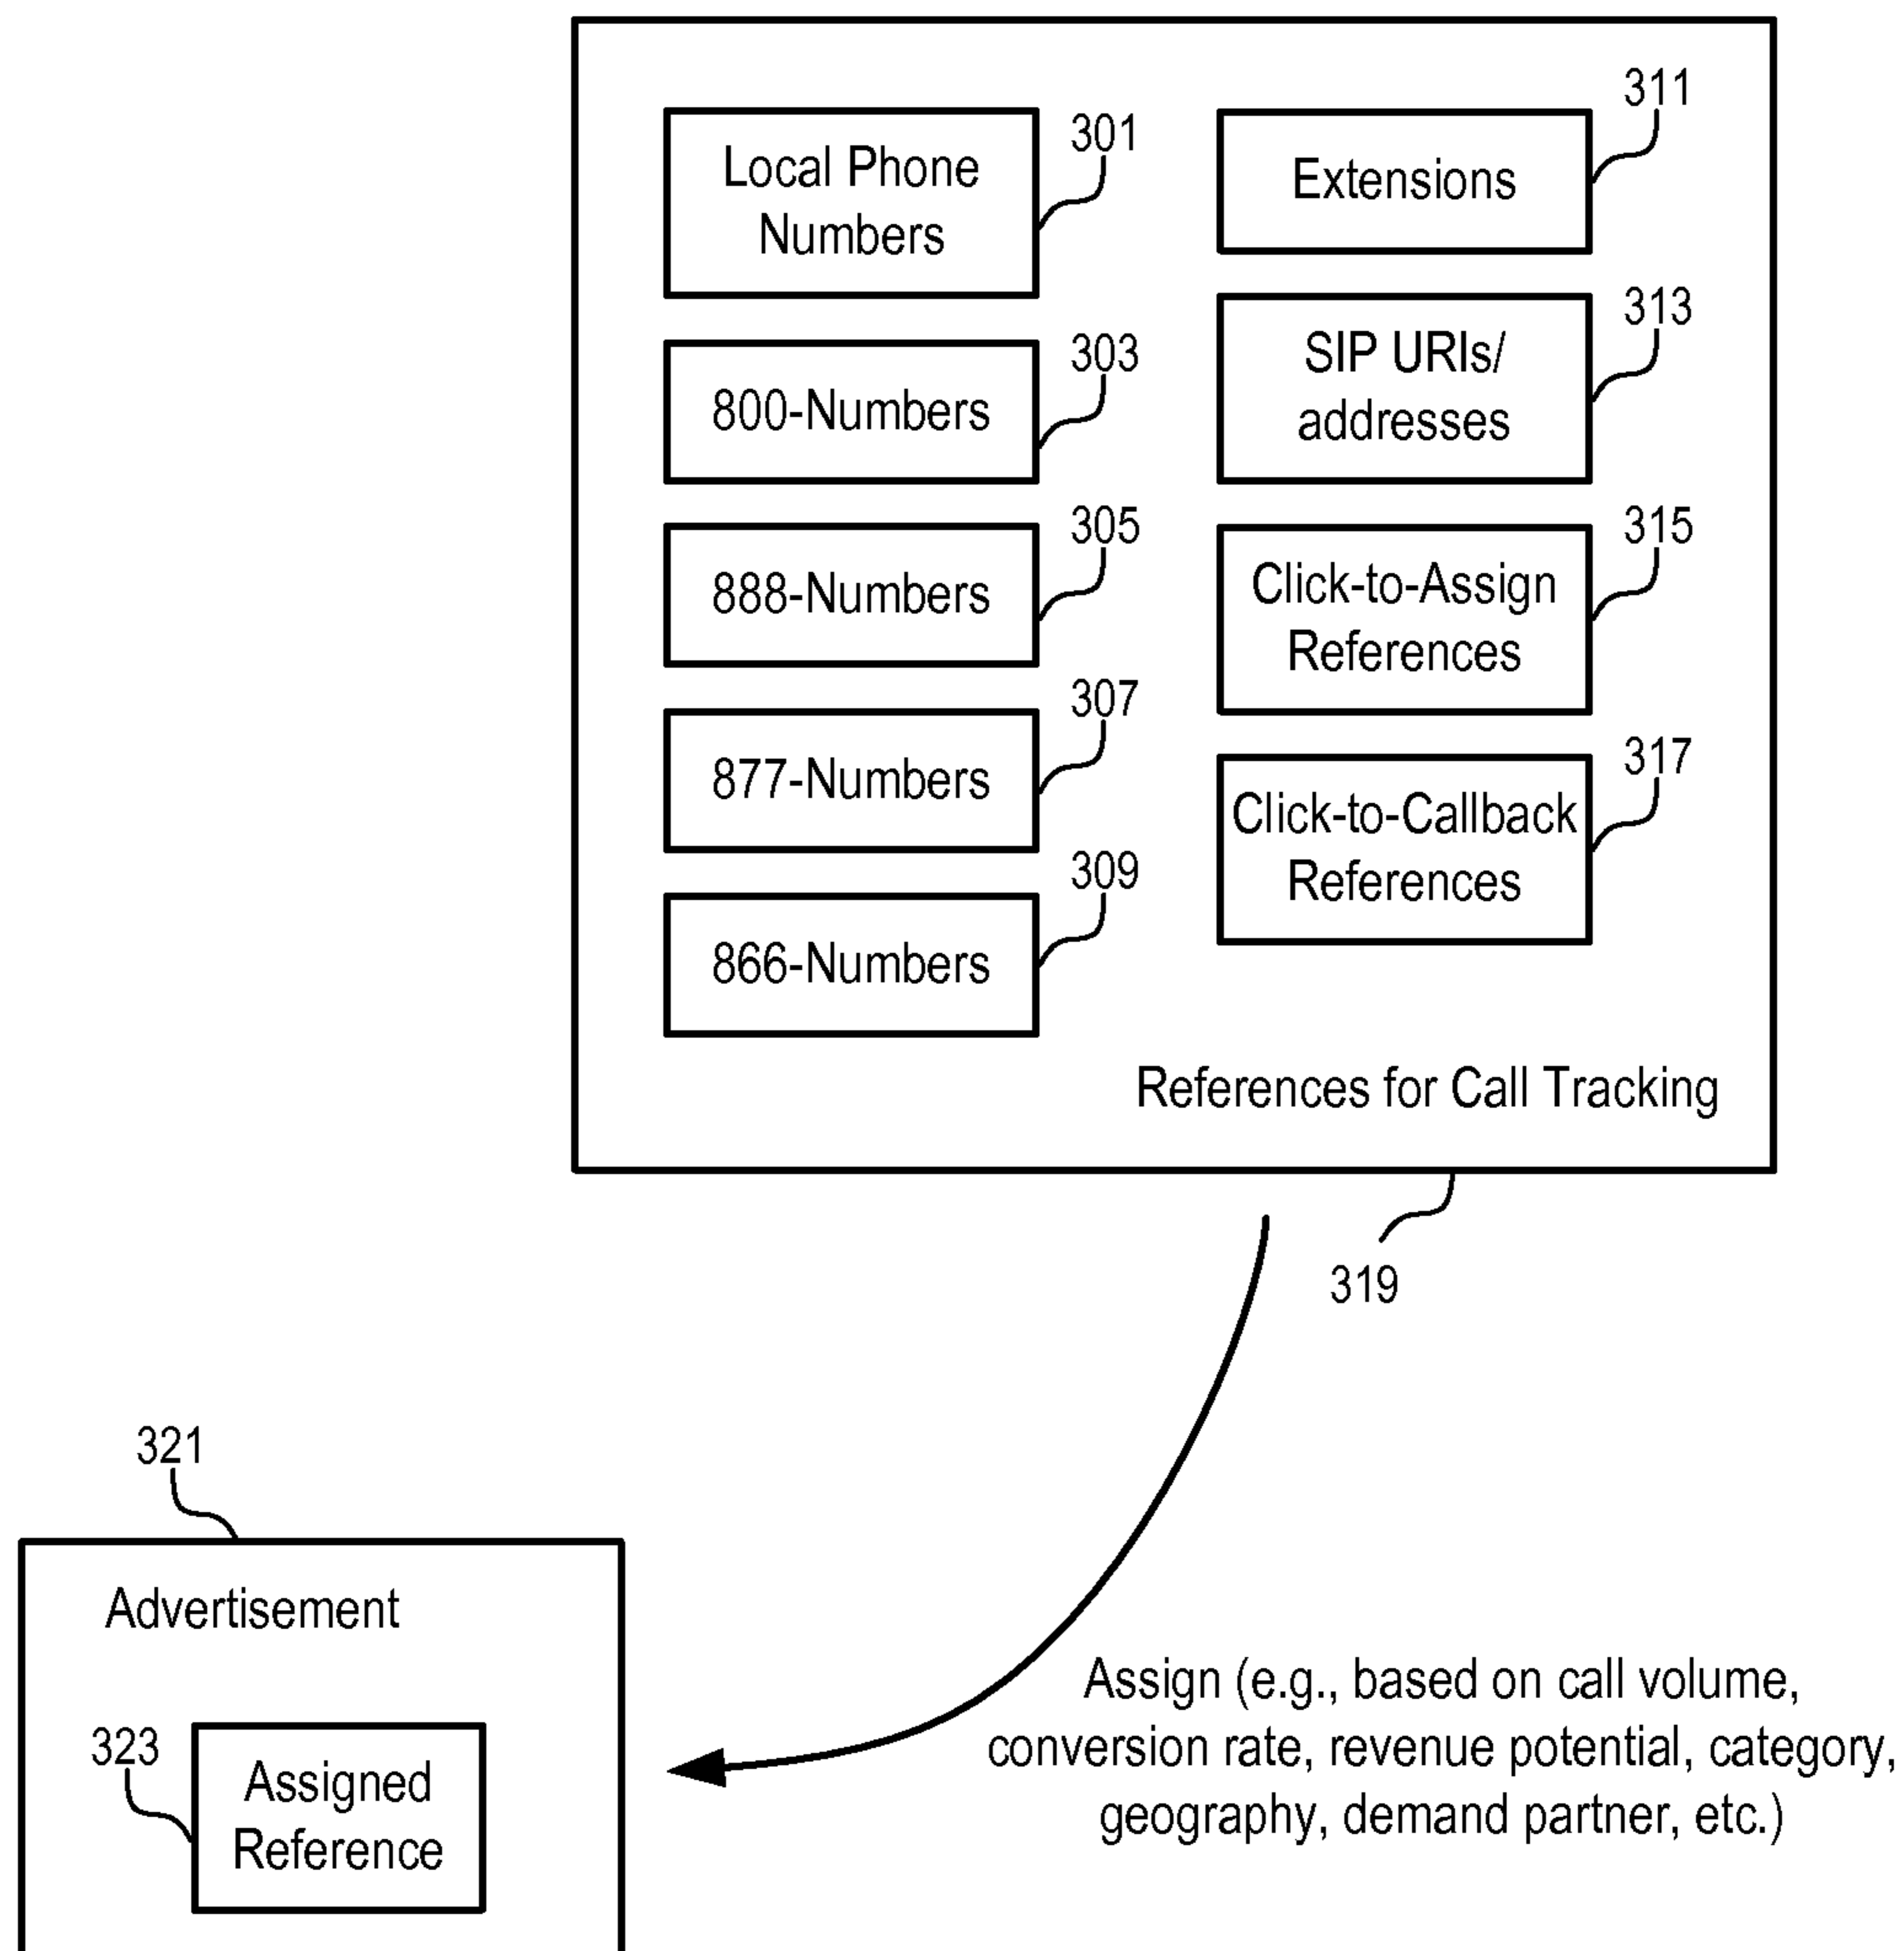 Local Phone
Numbers
301
800-Numbers
303
888-Numbers
305
877-Numbers
307
866-Numbers
309
Extensions
311
SIP URIs/
addresses
313
Click-to-Assign
References
315
Click-to-Callback
References
317
References for Call Tracking
319
321
Advertisement
323
Assigned
Reference
Assign (e.g., based on call volume,
conversion rate, revenue potential, category,
geography, demand partner, etc.)